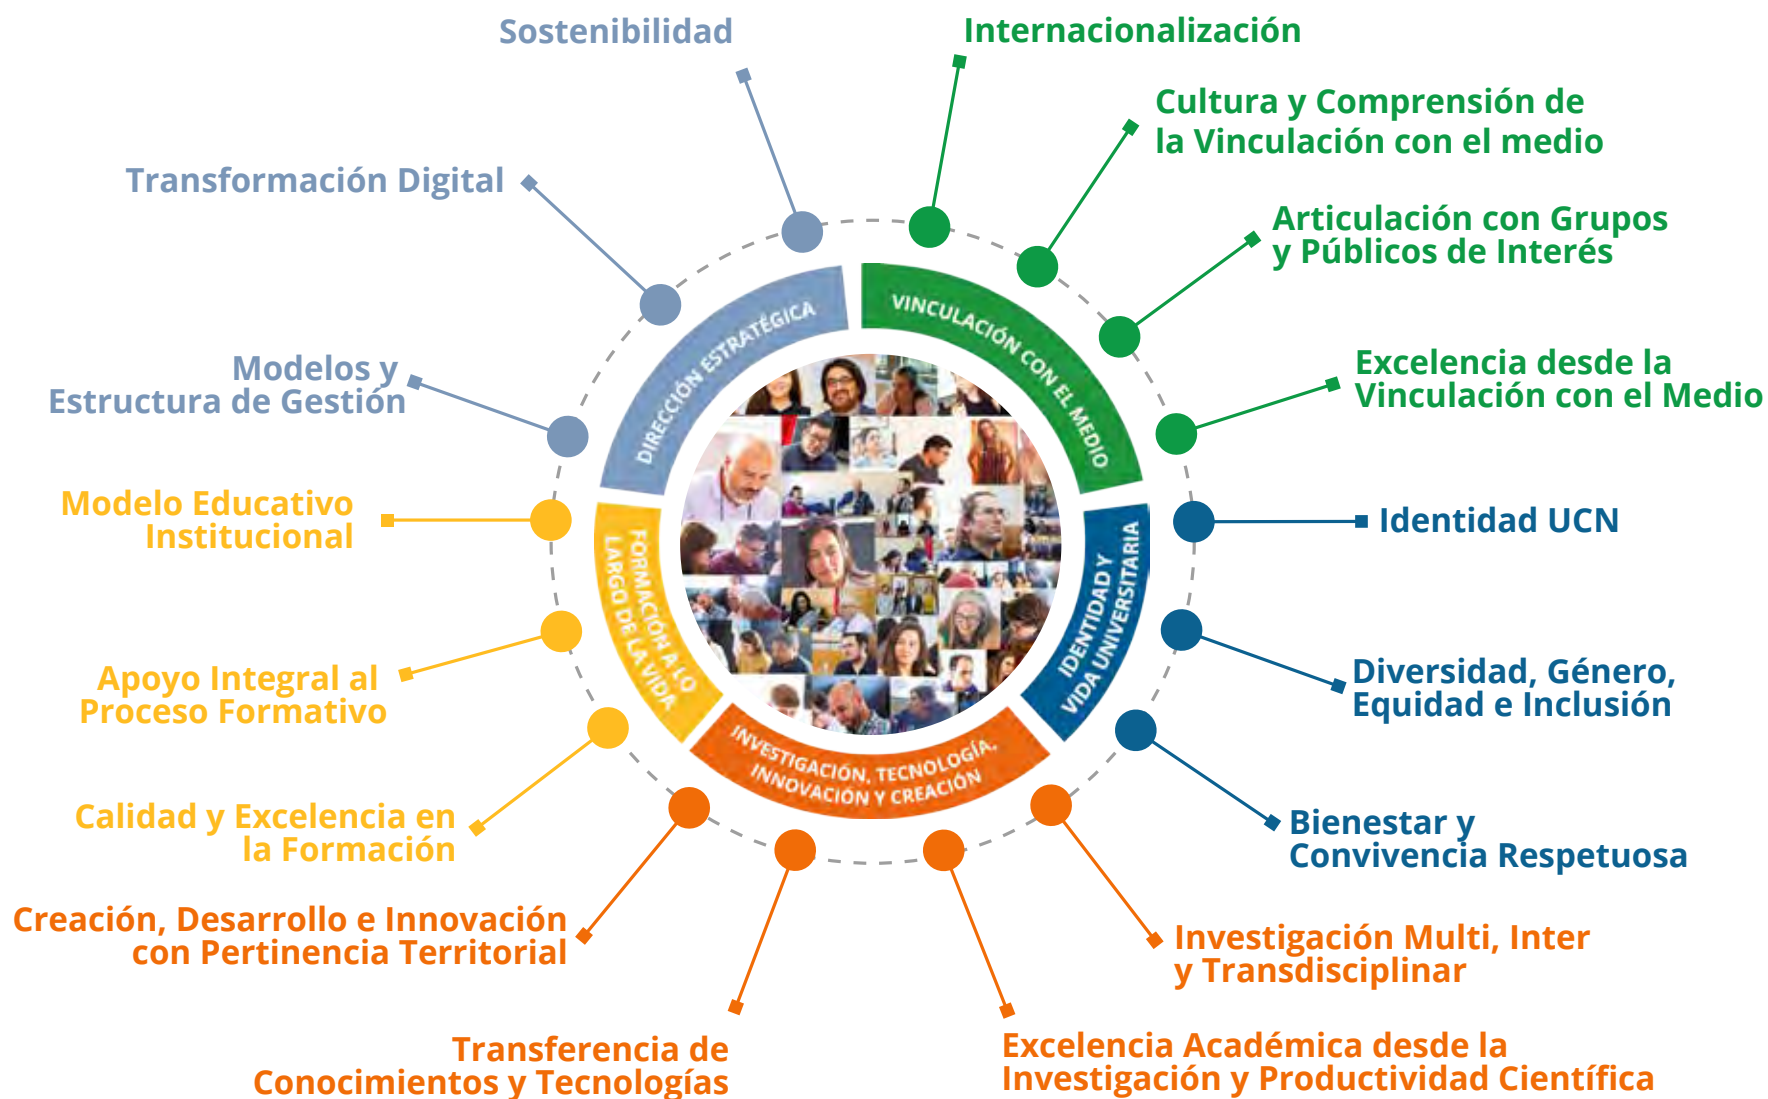 Sostenibilidad
Internacionalización
Cultura y Comprensión de
la Vinculación con el medio
Transformación Digital
Articulación con Grupos
y Públicos de Interés
Modelos y
Estructura de Gestión
Excelencia desde la
Vinculación con el Medio
DIRECCIÓN ESTRATÉGICA
VINCULACIÓN CON EL MEDIO
Modelo Educativo
Institucional
Identidad UCN
FORMACIÓN A LO
LARGO DE LA VIDA
IDENTIDAD Y
VIDA UNIVERSITARIA
Apoyo Integral al
Proceso Formativo
Diversidad, Género,
Equidad e Inclusión
INVESTIGACIÓN, TECNOLOGÍA,
INNOVACIÓN Y CREACIÓN
Calidad y Excelencia en
la Formación
Bienestar y
Convivencia Respetuosa
Creación, Desarrollo e Innovación
con Pertinencia Territorial
Investigación Multi, Inter
y Transdisciplinar
Transferencia de
Conocimientos y Tecnologías
Excelencia Académica desde la
Investigación y Productividad Científica